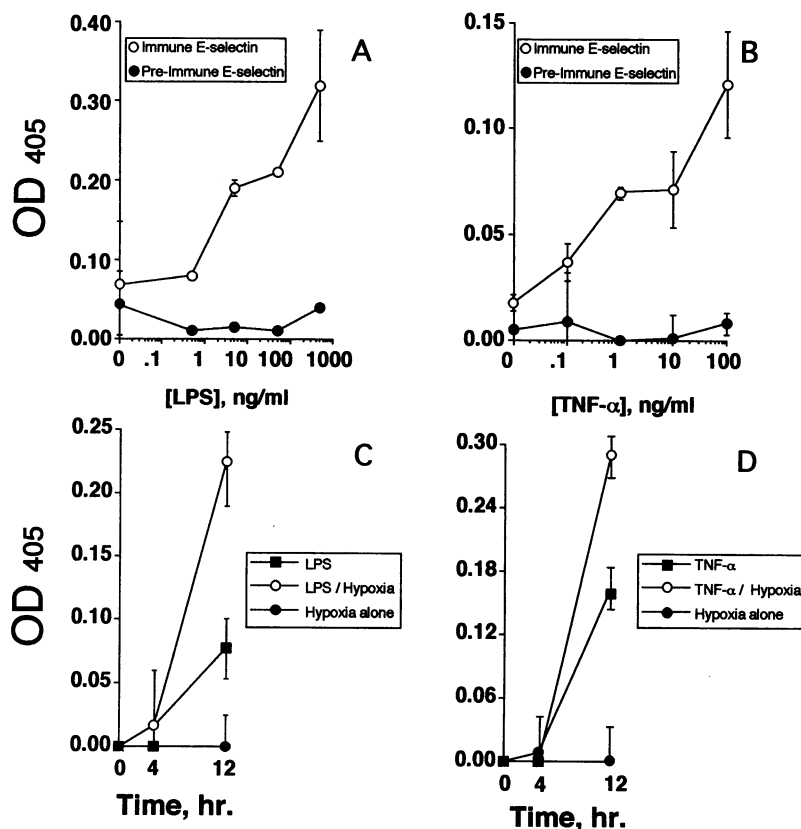 A
Immune E-selectin
Pre-Immune E-selectin
OD 405
0.40
0.30
0.20
0.10
0.00
0 .1 1 10 100 1000
[LPS], ng/ml
B
Immune E-selectin
Pre-Immune E-selectin
0.15
0.10
0.05
0.00
0 .1 1 10 100
[TNF-α], ng/ml
C
LPS
LPS / Hypoxia
Hypoxia alone
OD 405
0.25
0.20
0.15
0.10
0.05
0.00
0 4 12
Time, hr.
D
TNF-α
TNF-α / Hypoxia
Hypoxia alone
0.30
0.24
0.18
0.12
0.06
0.00
0 4 12
Time, hr.